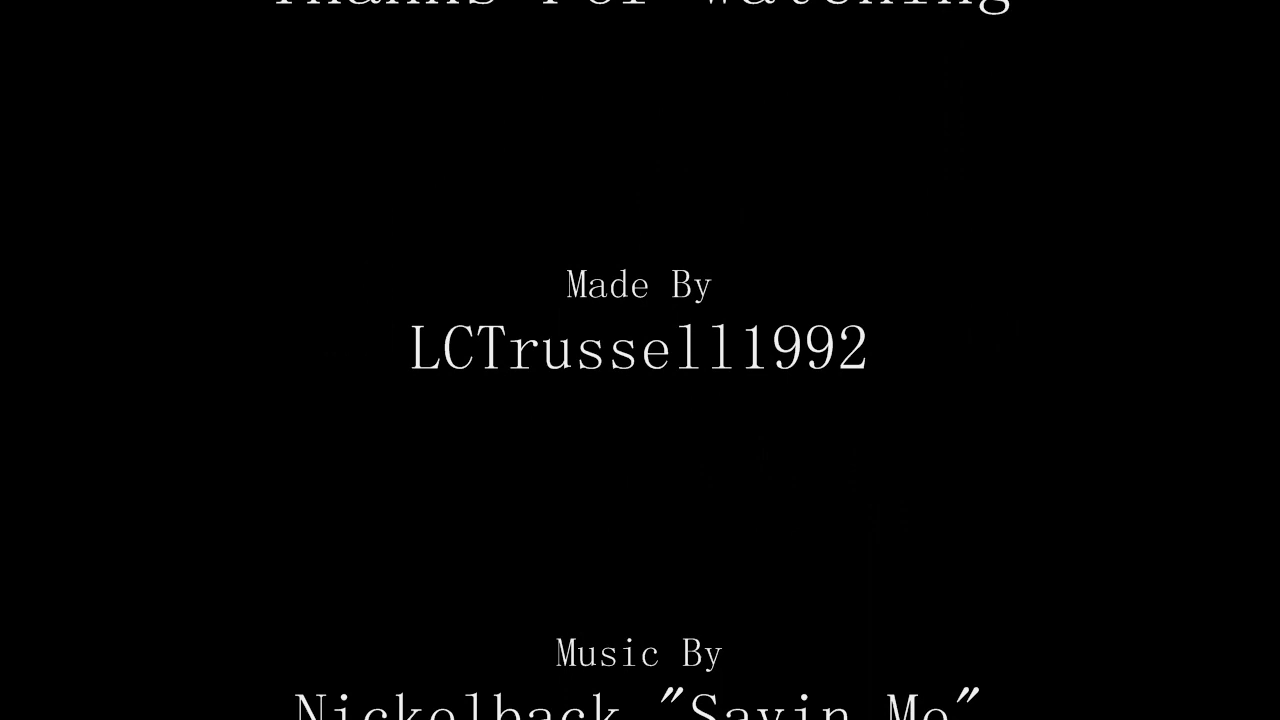 Thanks For Watching
Made By
LCTrussell1992
Music By
Nickelback "Savin Me"